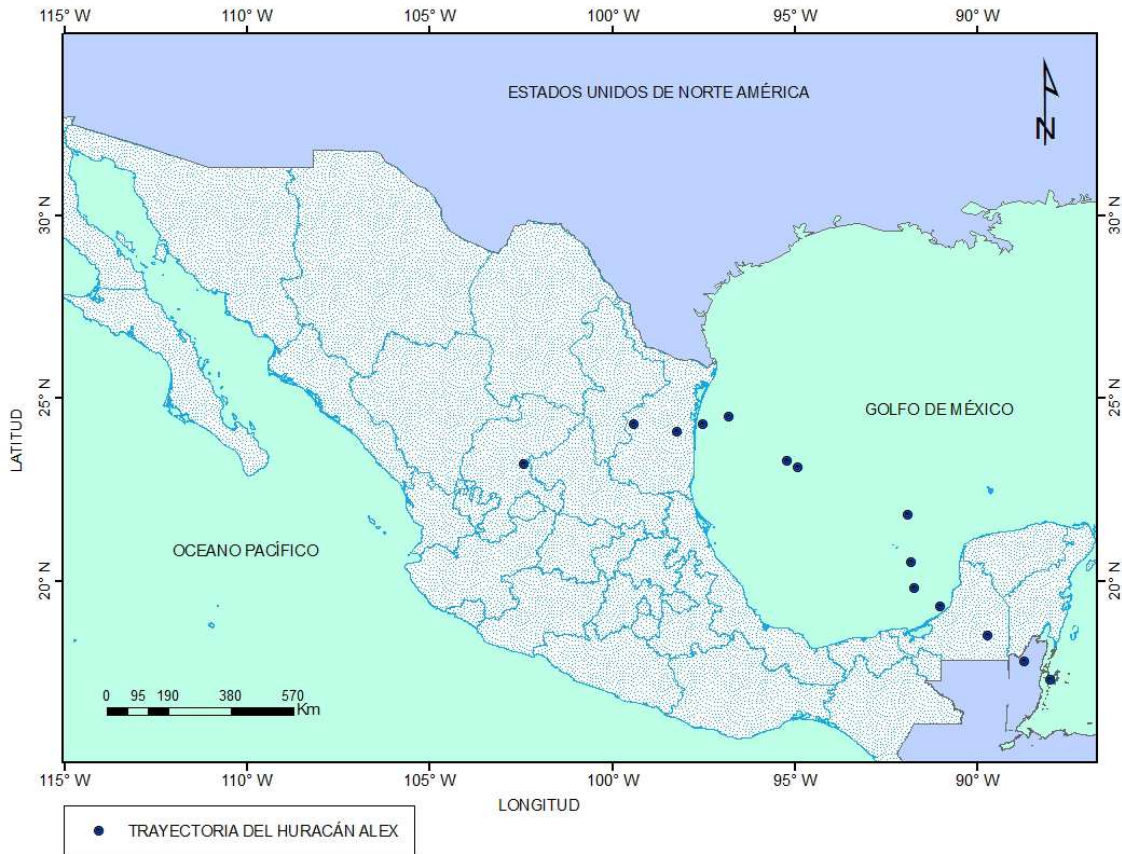 115° W 110° W 105° W 100° W 95° W 90° W
ESTADOS UNIDOS DE NORTE AMÉRICA
N
30° N 30° N
25° N 25° N
GOLFO DE MÉXICO
LATITUD
LATITUD
OCEANO PACÍFICO
20° N 20° N
0 95 190 380 570
Km
115° W 110° W 105° W 100° W 95° W 90° W
LONGITUD
TRAYECTORIA DEL HURACÁN ALEX